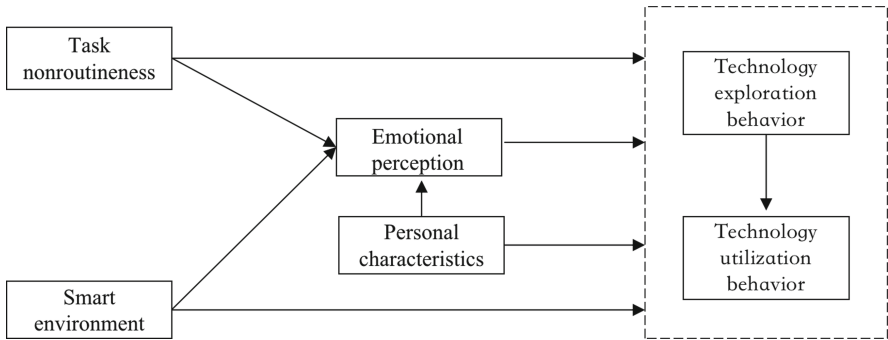 Task
nonroutineness
Technology
exploration
behavior
Emotional
perception
Personal
characteristics
Technology
utilization
behavior
Smart
environment